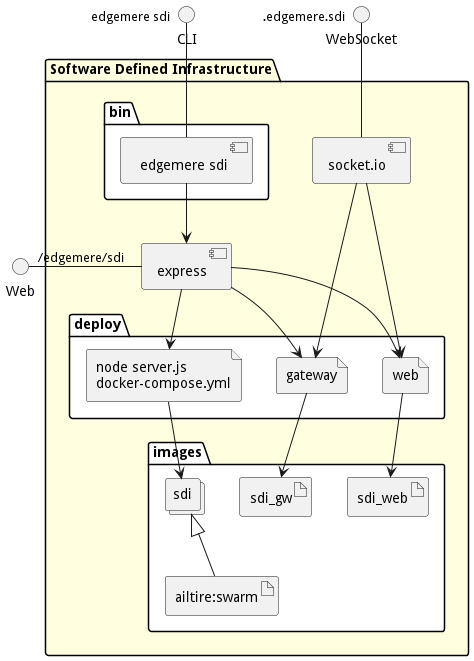 edgemere sdi
.edgemere.sdi
CLI
WebSocket
Software Defined Infrastructure
bin
edgemere sdi
socket.io
/edgemere/sdi
Web
express
deploy
node server.js
docker-compose.yml
gateway
web
images
sdi
sdi_gw
sdi_web
ailtire:swarm